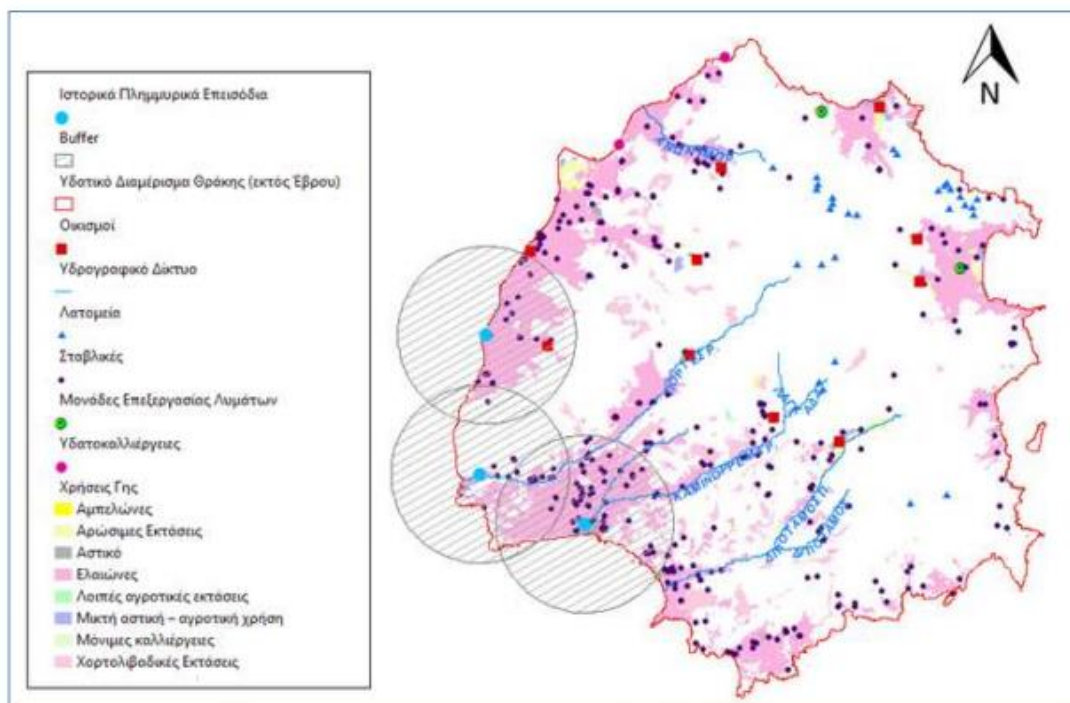 Ιστορικά Πλημμυρικά Επεισόδια
Buffer
Υδατικό Διαμέρισμα Θράκης (εκτός Έβρου)
Οικισμοί
Υδρογραφικό Δίκτυο
Λατομεία
Σταβλικές
Μονάδες Επεξεργασίας Λυμάτων
Υδατοκαλλιέργειες
Χρήσεις Γης
Αμπελώνες
Αρώσιμες Εκτάσεις
Αστικό
Ελαιώνες
Λοιπές αγροτικές εκτάσεις
Μικτή αστική – αγροτική χρήση
Μόνιμες καλλιέργειες
Χορτολιβαδικές Εκτάσεις
N